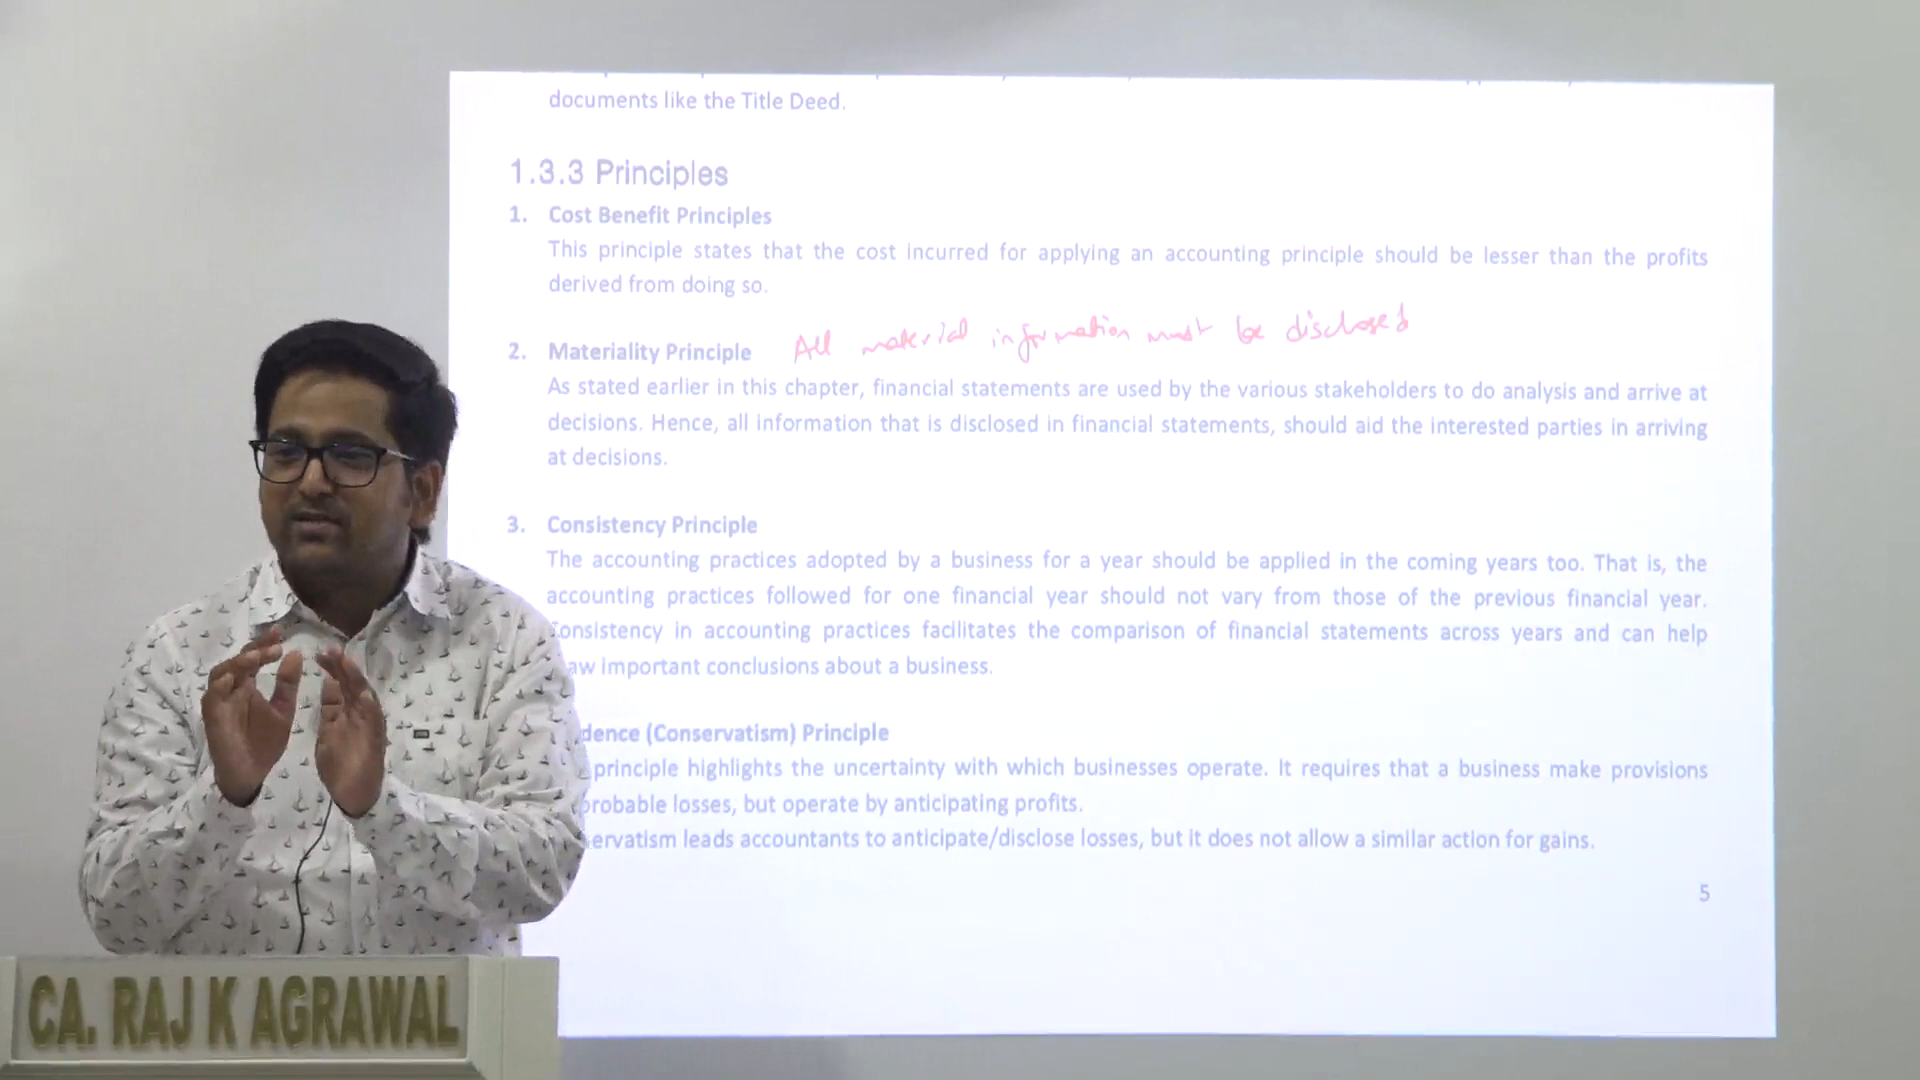 documents like the Title Deed.
1.3.3 Principles
1. Cost Benefit Principles
This principle states that the cost incurred for applying an accounting principle should be lesser than the profits
derived from doing so.
2. Materiality Principle All material information must be disclosed
As stated earlier in this chapter, financial statements are used by the various stakeholders to do analysis and arrive at
decisions. Hence, all information that is disclosed in financial statements, should aid the interested parties in arriving
at decisions.
3. Consistency Principle
The accounting practices adopted by a business for a year should be applied in the coming years too. That is, the
accounting practices followed for one financial year should not vary from those of the previous financial year.
Consistency in accounting practices facilitates the comparison of financial statements across years and can help
aw important conclusions about a business.
dence (Conservatism) Principle
principle highlights the uncertainty with which businesses operate. It requires that a business make provisions
probable losses, but operate by anticipating profits.
ervatism leads accountants to anticipate/disclose losses, but it does not allow a similar action for gains.
5
CA. RAJ K AGRAWAL